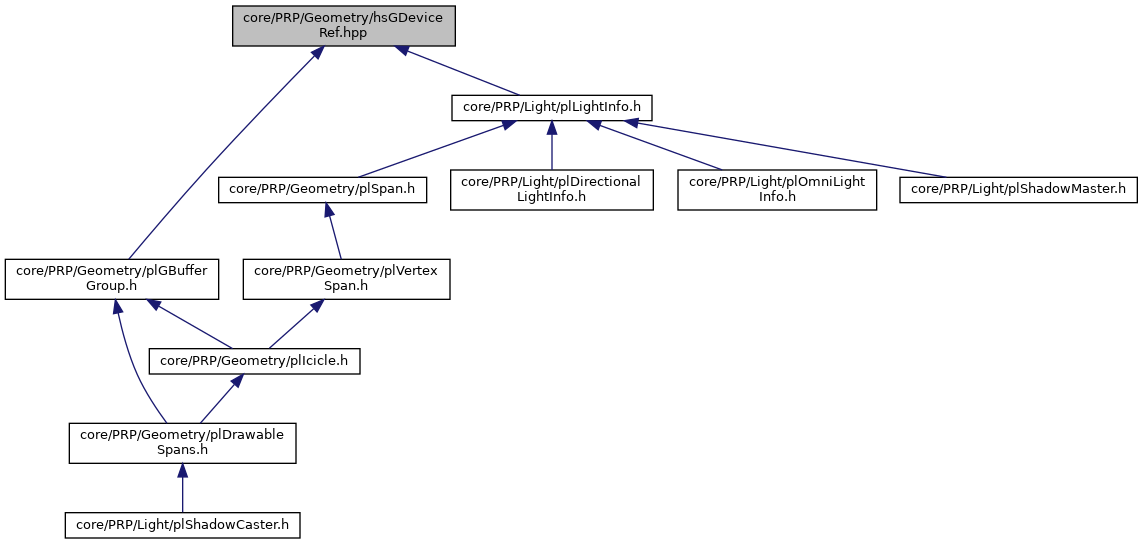 core/PRP/Geometry/hsGDevice
Ref.hpp
core/PRP/Light/plLightInfo.h
core/PRP/Geometry/plSpan.h
core/PRP/Light/plDirectional
LightInfo.h
core/PRP/Light/plOmniLight
Info.h
core/PRP/Light/plShadowMaster.h
core/PRP/Geometry/plGBuffer
Group.h
core/PRP/Geometry/plVertex
Span.h
core/PRP/Geometry/plIcicle.h
core/PRP/Geometry/plDrawable
Spans.h
core/PRP/Light/plShadowCaster.h